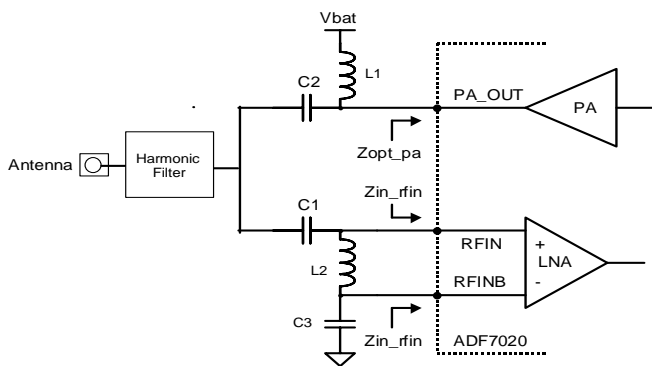 Vbat
L1
C2
PA_OUT
PA
Zopt_pa
Antenna
Harmonic
Filter
C1
Zin_rfin
RFIN
+
LNA
-
L2
RFINB
C3
Zin_rfin
ADF7020